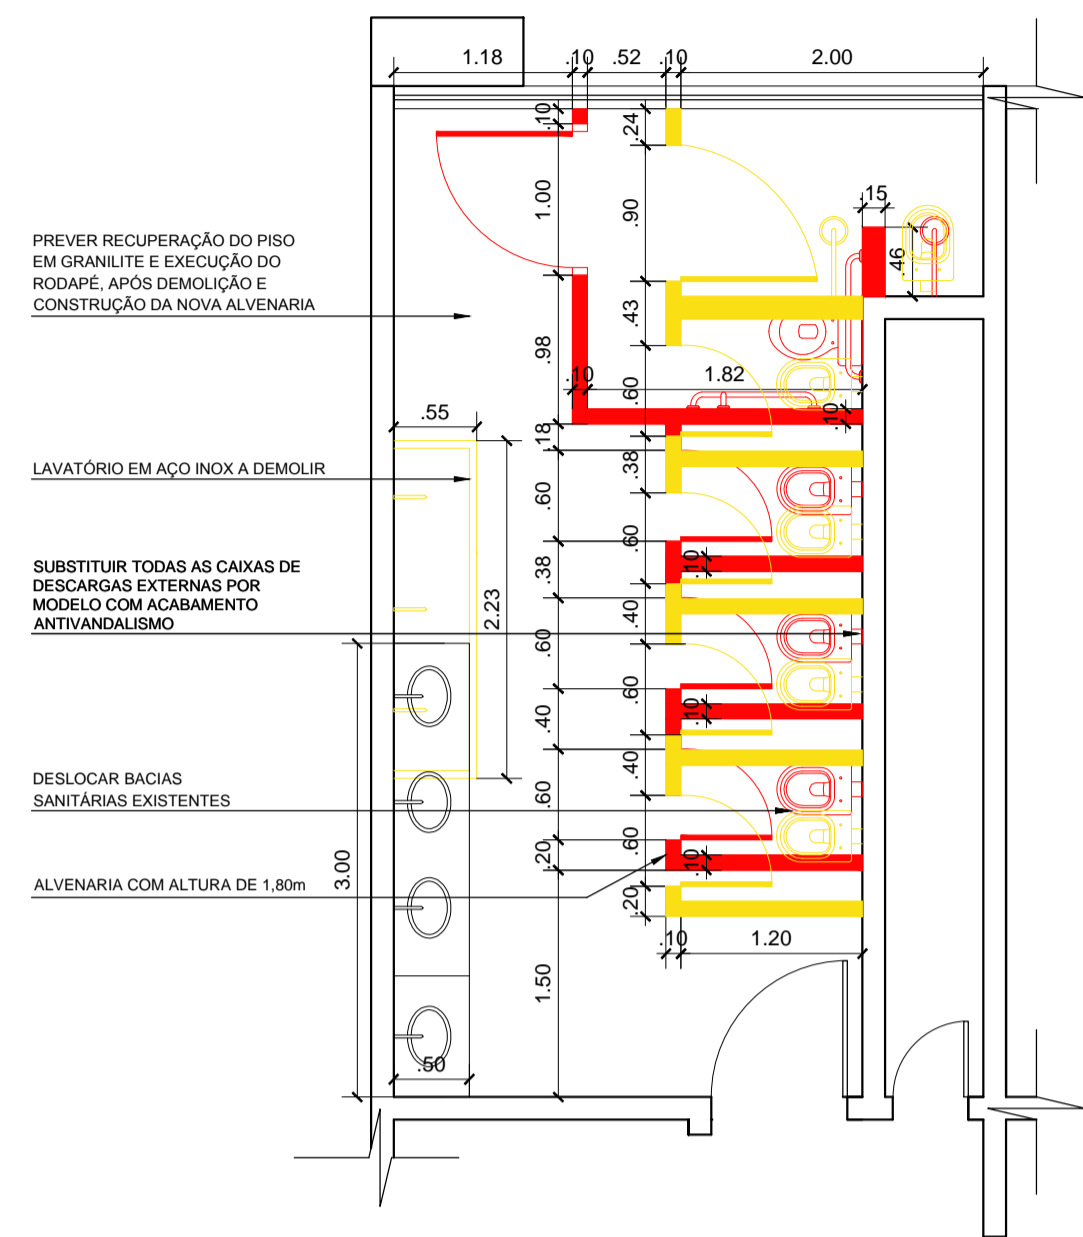 1.18 .10 .52 .10 2.00
.10
.24
1.00
.90
.15
.46
PREVER RECUPERAÇÃO DO PISO
EM GRANILITE E EXECUÇÃO DO
RODAPÉ, APÓS DEMOLIÇÃO E
CONSTRUÇÃO DA NOVA ALVENARIA
.43
.98
.10 1.82
.60
.10
.55
.18
LAVATÓRIO EM AÇO INOX A DEMOLIR
.38
.60
.60
.10
SUBSTITUIR TODAS AS CAIXAS DE
DESCARGAS EXTERNAS POR
MODELO COM ACABAMENTO
ANTIVANDALISMO
.38
2.23
.40
.60
.60
.10
.40
.40
DESLOCAR BACIAS
SANITÁRIAS EXISTENTES
.60
.60
.20
.10
3.00
ALVENARIA COM ALTURA DE 1,80m
.20
.10 1.20
1.50
.50